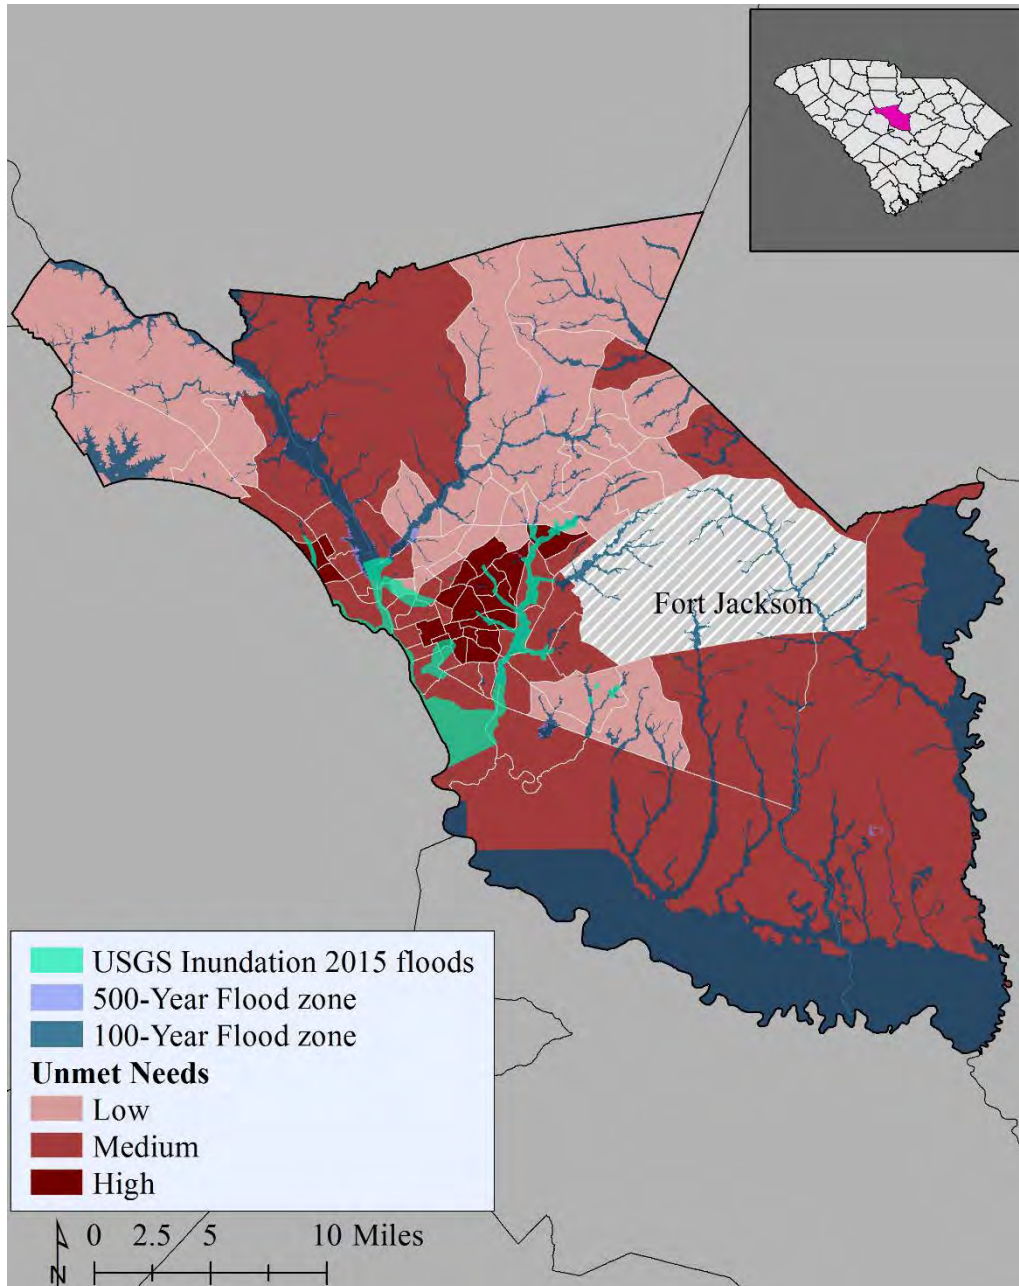 Fort Jackson
USGS Inundation 2015 floods
500-Year Flood zone
100-Year Flood zone
Unmet Needs
Low
Medium
High
N
0 2.5 5 10 Miles